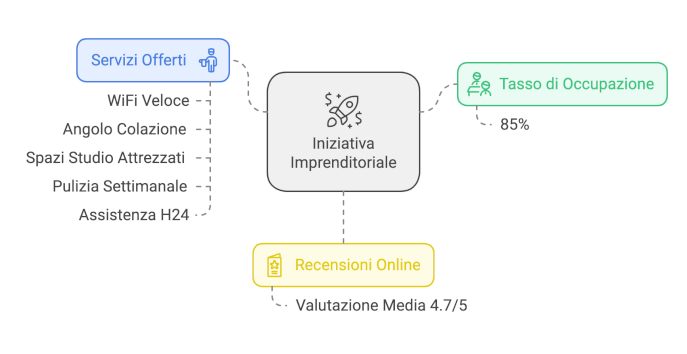 Servizi Offerti
WiFi Veloce
Angolo Colazione
Spazi Studio Attrezzati
Pulizia Settimanale
Assistenza H24
Iniziativa
Imprenditoriale
Tasso di Occupazione
85%
Recensioni Online
Valutazione Media 4.7/5